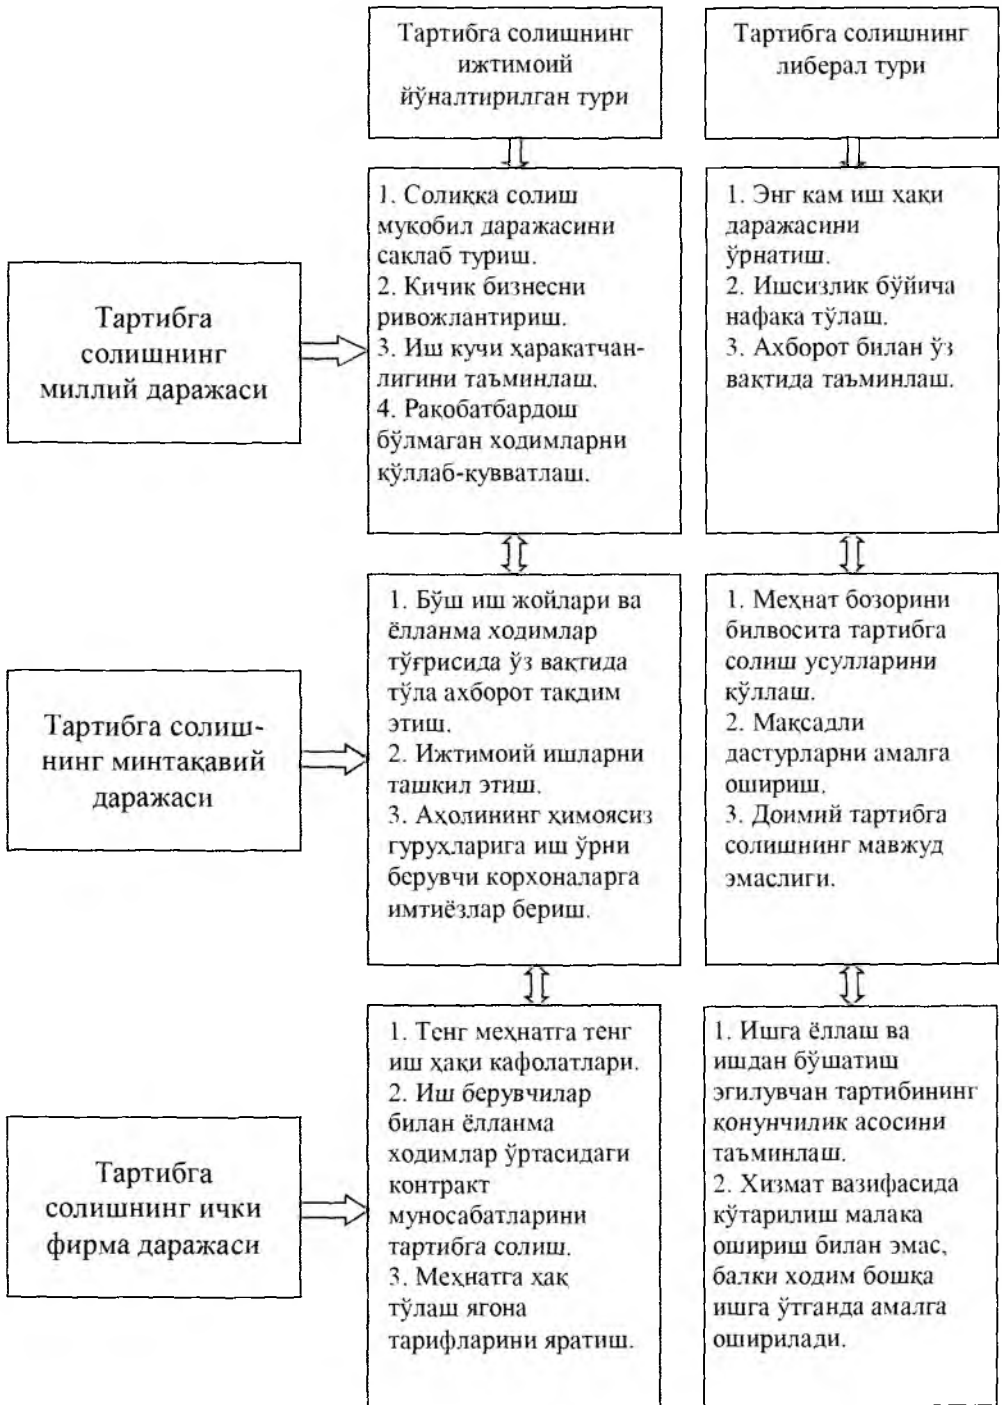 Тартибга солишнинг
ижтимоий
йўналтирилган тури
Тартибга солишнинг
либерал тури
Тартибга
солишнинг
миллий даражаси
1. Солиққа солиш
муқобил даражасини
сақлаб туриш.
2. Кичик бизнесни
ривожлантириш.
3. Иш кучи ҳаракатчан-
лигини таъминлаш.
4. Рақобатбардош
бўлмаган ходимларни
қўллаб-қувватлаш.
1. Энг кам иш ҳақи
даражасини
ўрнатиш.
2. Ишсизлик бўйича
нафақа тўлаш.
3. Ахборот билан ўз
вақтида таъминлаш.
Тартибга солиш-
нинг минтақавий
даражаси
1. Бўш иш жойлари ва
ёлланма ходимлар
тўғрисида ўз вақтида
тўла ахборот тақдим
этиш.
2. Ижтимоий ишларни
ташкил этиш.
3. Аҳолининг ҳимоясиз
гуруҳларига иш ўрни
берувчи корхоналарга
имтиёзлар бериш.
1. Меҳнат бозорини
билвосита тартибга
солиш усулларини
қўллаш.
2. Мақсадли
дастурларни амалга
ошириш.
3. Доимий тартибга
солишнинг мавжуд
эмаслиги.
Тартибга
солишнинг ички
фирма даражаси
1. Тенг меҳнатга тенг
иш ҳақи кафолатлари.
2. Иш берувчилар
билан ёлланма
ходимлар ўртасидаги
контракт
муносабатларини
тартибга солиш.
3. Меҳнатга ҳақ
тўлаш ягона
тарифларини яратиш.
1. Ишга ёллаш ва
ишдан бўшатиш
эгилувчан тартибининг
қонунчилик асосини
таъминлаш.
2. Хизмат вазифасида
кўтарилиш малака
ошириш билан эмас,
балки ходим бошқа
ишга ўтганда амалга
оширилади.